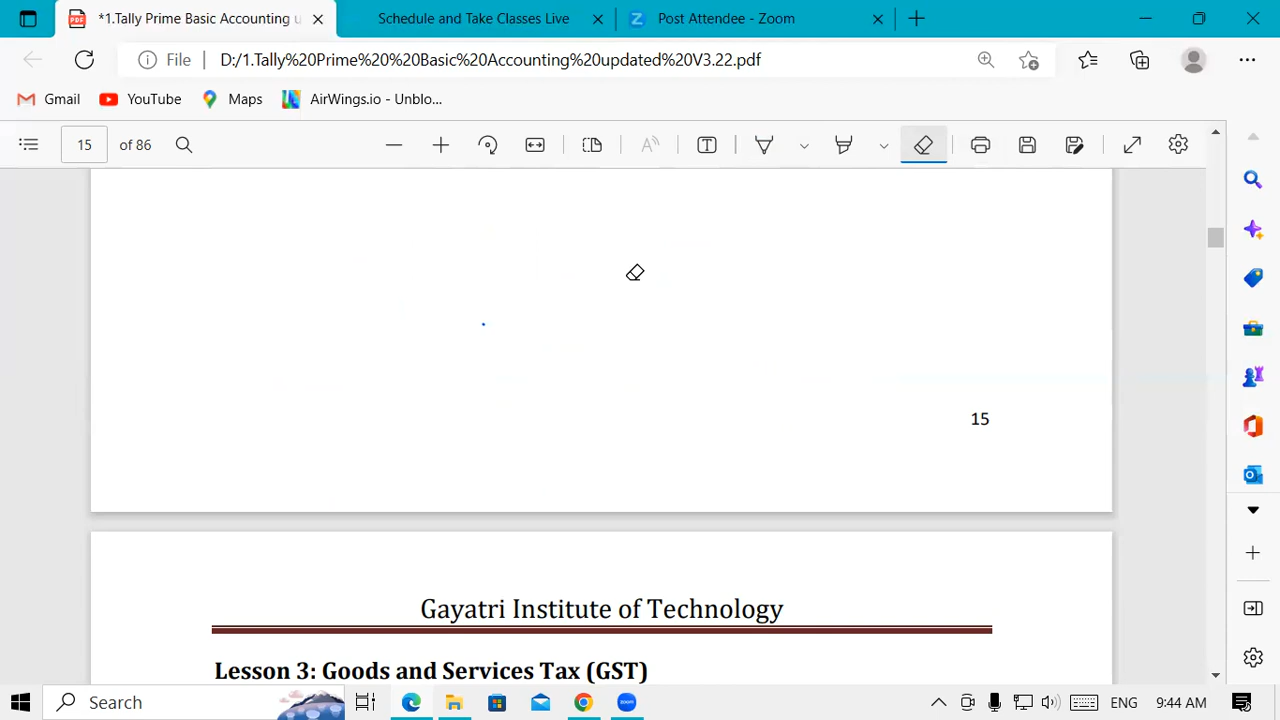 *1.Tally Prime Basic Accounting u
Schedule and Take Classes Live
Post Attendee - Zoom
File
D:/1.Tally%20Prime%20%20Basic%20Accounting%20updated%20V3.22.pdf
Gmail
YouTube
Maps
AirWings.io - Unblo...
15
of 86
15
Gayatri Institute of Technology
Lesson 3: Goods and Services Tax (GST)
Search
zoom
ENG
9:44 AM